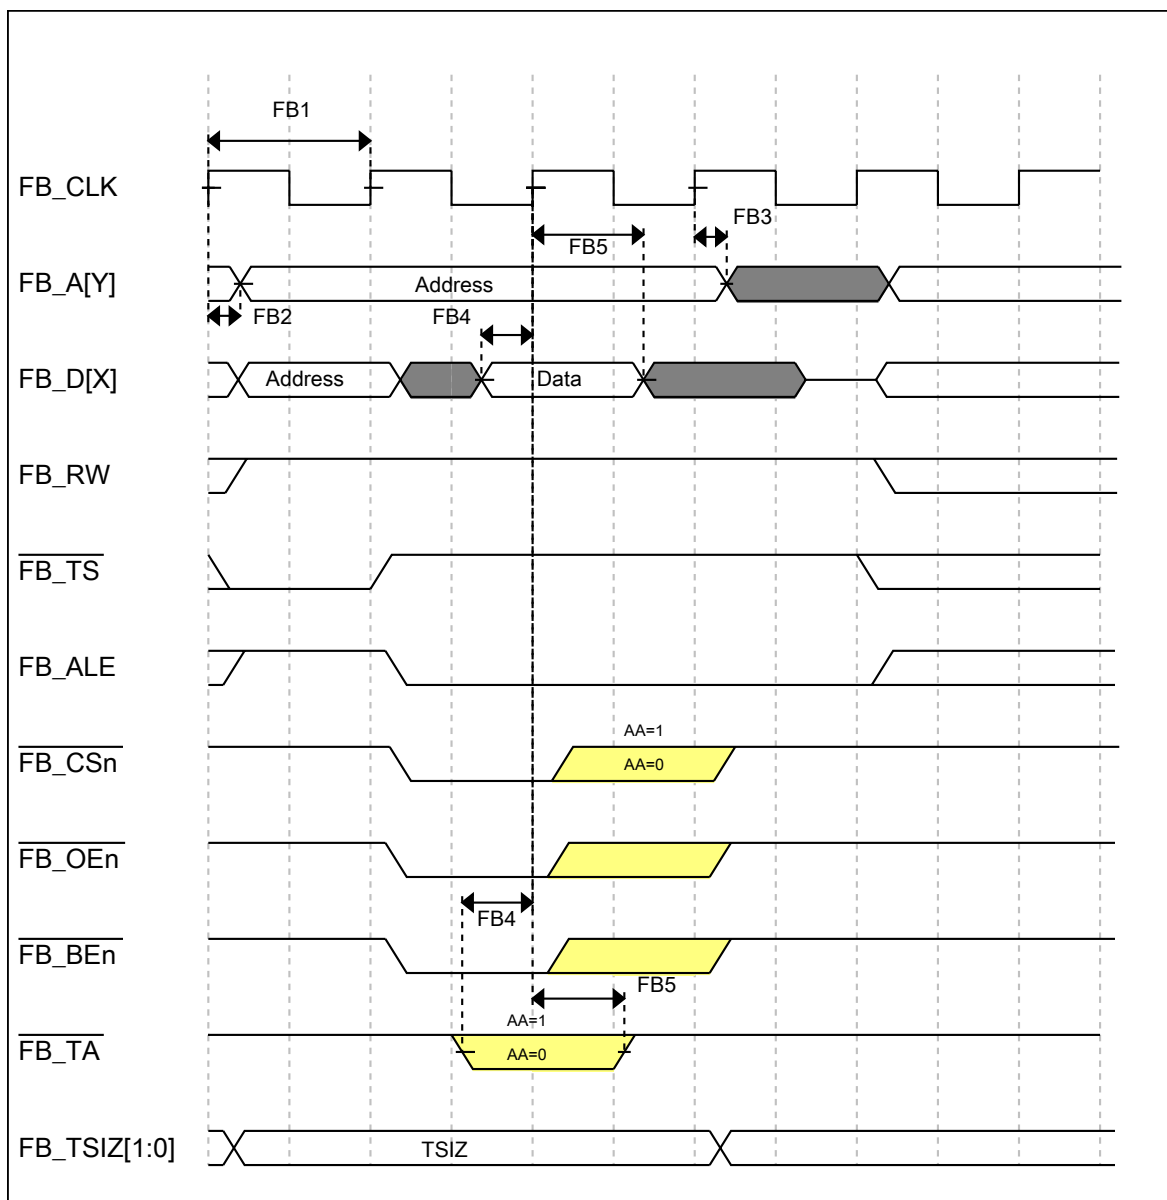 FB1
FB_CLK
FB3
FB5
FB_A[Y]
Address
FB2
FB4
FB_D[X]
Address
Data
FB_RW
FB_TS
FB_ALE
AA=1
FB_CSn
AA=0
FB_OEn
FB4
FB_BEn
FB5
AA=1
FB_TA
AA=0
FB_TSIZ[1:0]
TSIZ